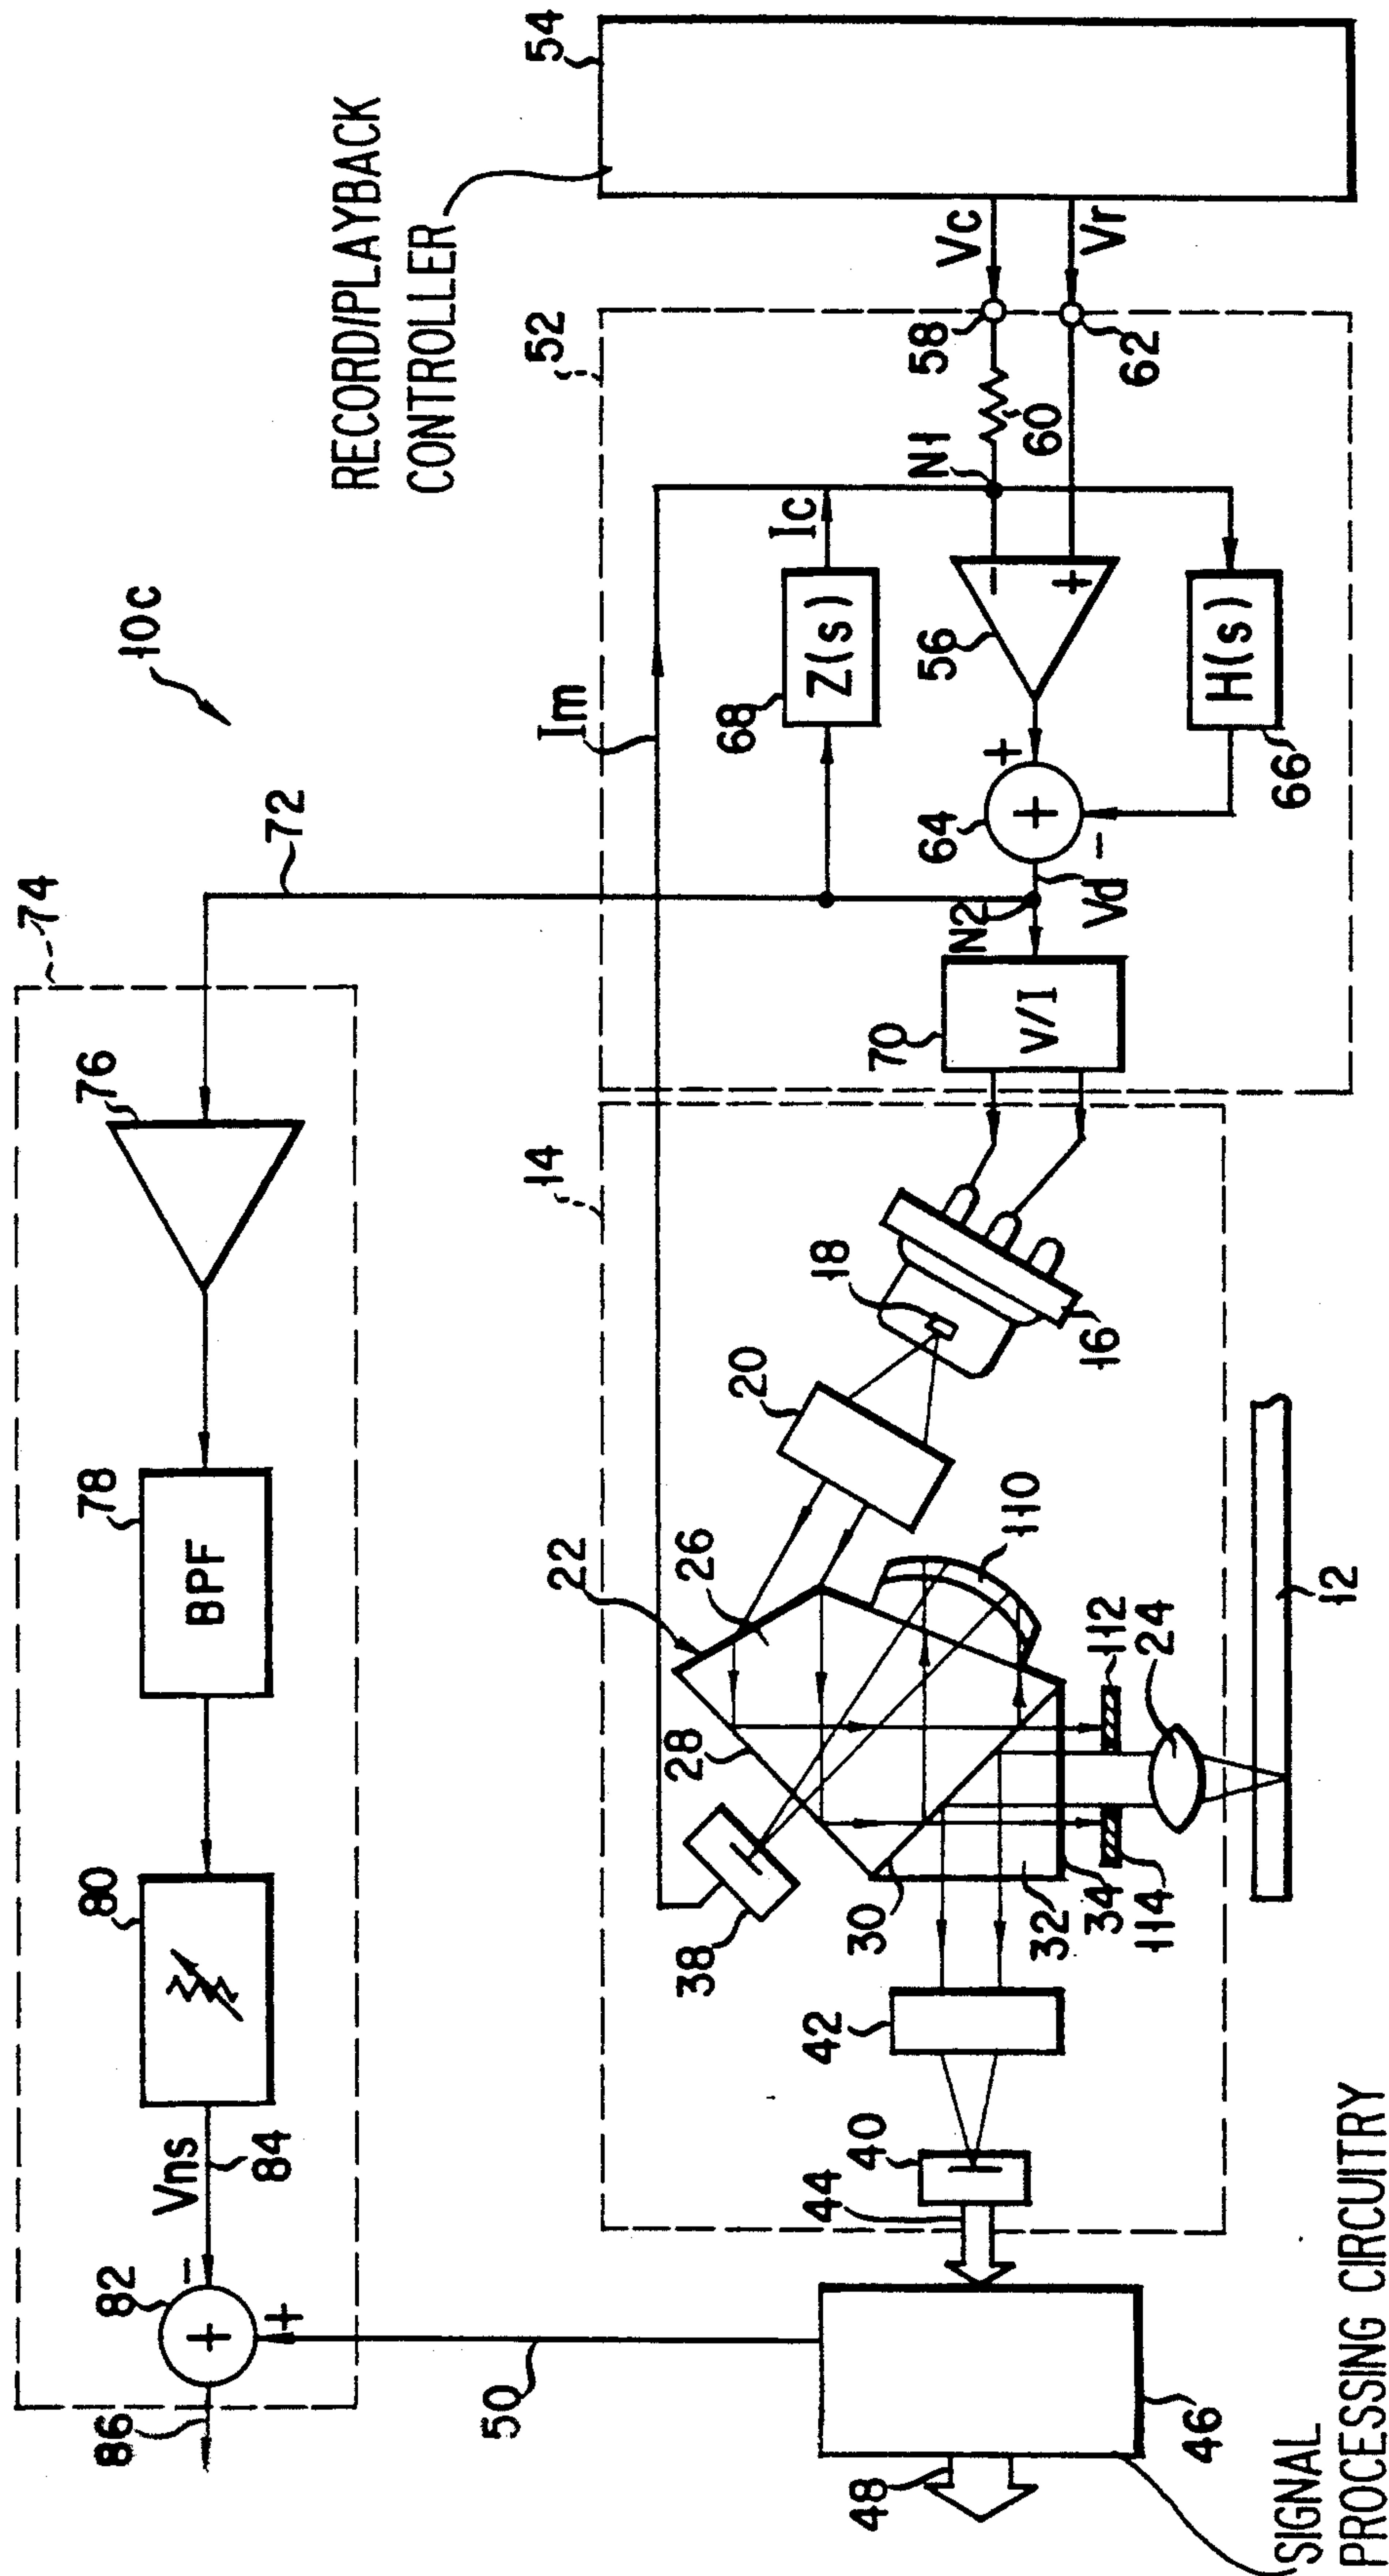 10c
74
76
78
BPF
80
Vns
84
82
−
+
86
72
50
RECORD/PLAYBACK
CONTROLLER
54
52
Vc
Vr
58
62
60
N1
Im
Ic
Z(s)
68
56
−
+
H(s)
66
+
64
+
−
Vd
N2
70
V/I
14
18
16
20
22
26
28
110
112
24
12
38
30
32
34
114
42
40
44
46
48
SIGNAL
PROCESSING CIRCUITRY
+